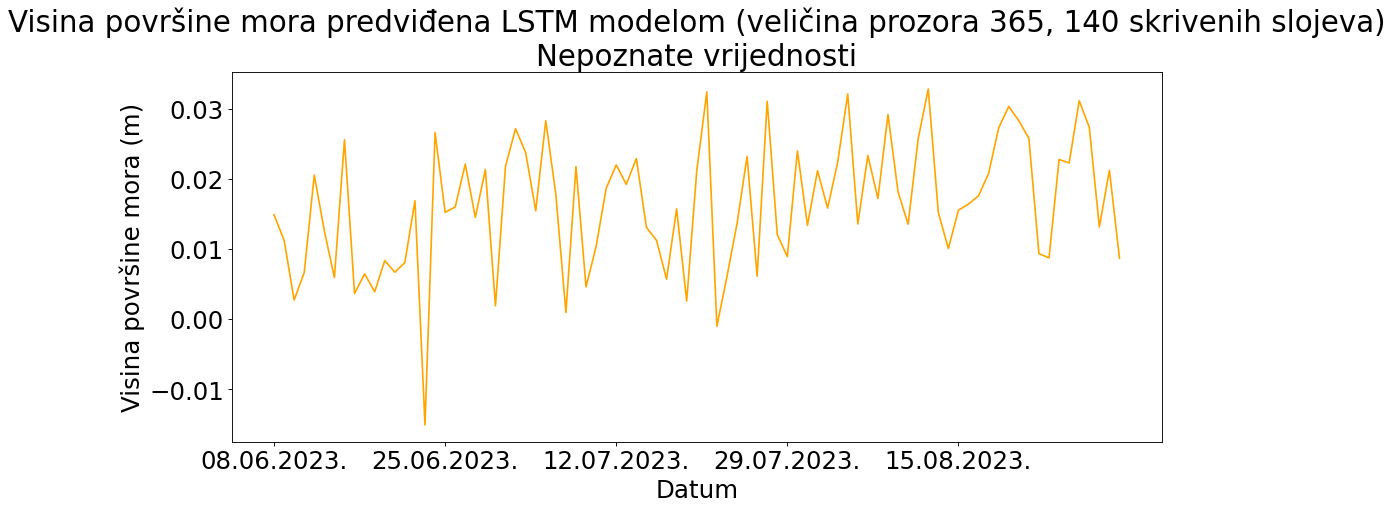 Visina površine mora predviđena LSTM modelom (veličina prozora 365, 140 skrivenih slojeva)
Nepoznate vrijednosti
Visina površine mora (m)
0.03
0.02
0.01
0.00
−0.01
08.06.2023. 25.06.2023. 12.07.2023. 29.07.2023. 15.08.2023.
Datum